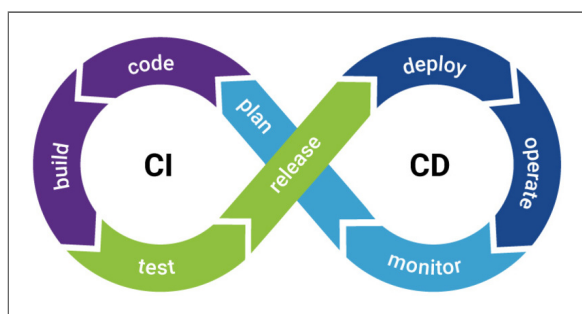 code
build
test
plan
release
deploy
operate
monitor
CI
CD